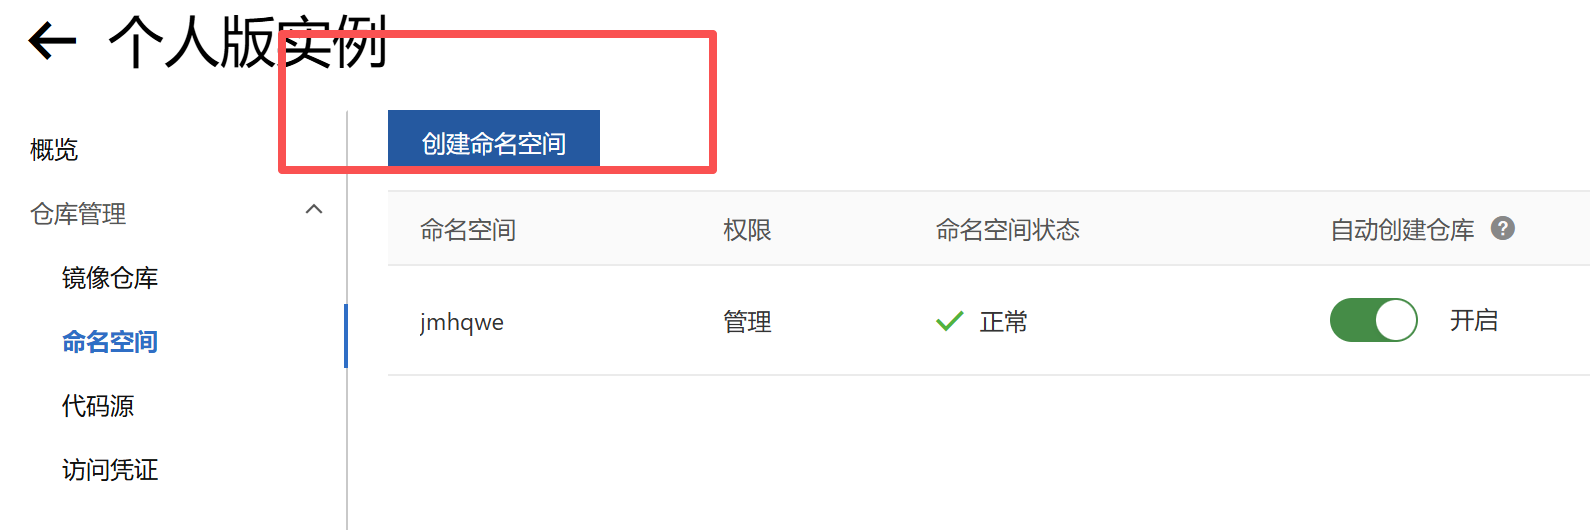 个人版实例
概览
仓库管理
镜像仓库
命名空间
代码源
访问凭证
创建命名空间
命名空间 权限 命名空间状态 自动创建仓库 ?
jmhqwe 管理 正常 开启